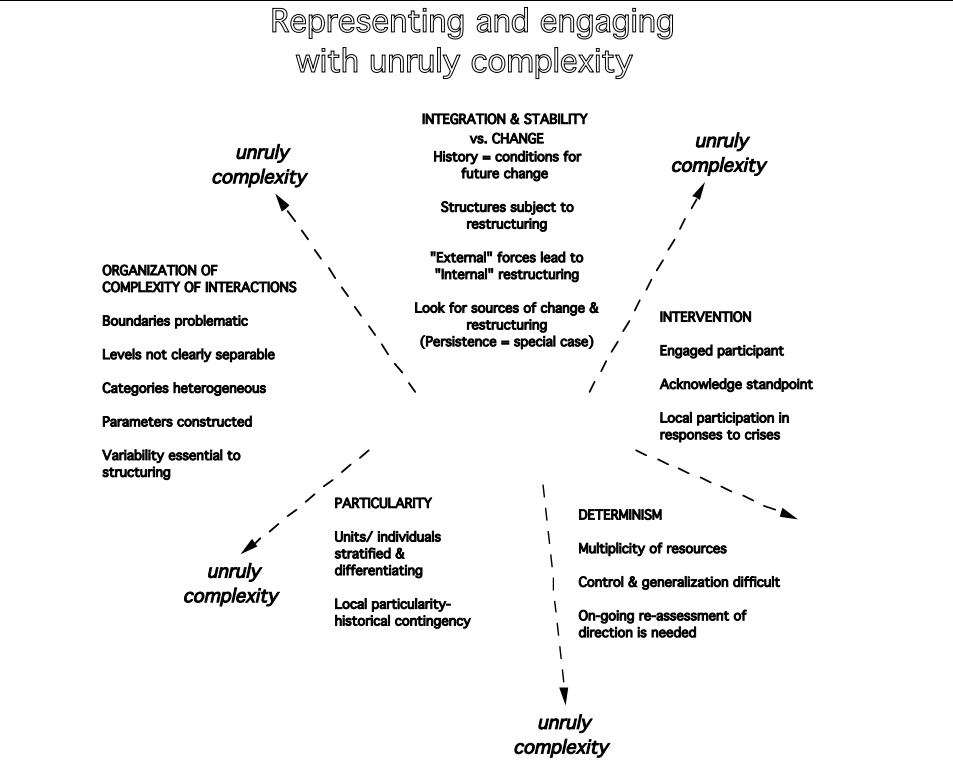 Representing and engaging
with unruly complexity
INTEGRATION & STABILITY
vs. CHANGE
History = conditions for
future change
Structures subject to
restructuring
"External" forces lead to
"Internal" restructuring
Look for sources of change &
restructuring
(Persistence = special case)
unruly
complexity
unruly
complexity
ORGANIZATION OF
COMPLEXITY OF INTERACTIONS
Boundaries problematic
Levels not clearly separable
Categories heterogeneous
Parameters constructed
Variability essential to
structuring
INTERVENTION
Engaged participant
Acknowledge standpoint
Local participation in
responses to crises
PARTICULARITY
Units/ individuals
stratified &
differentiating
Local particularity-
historical contingency
DETERMINISM
Multiplicity of resources
Control & generalization difficult
On-going re-assessment of
direction is needed
unruly
complexity
unruly
complexity